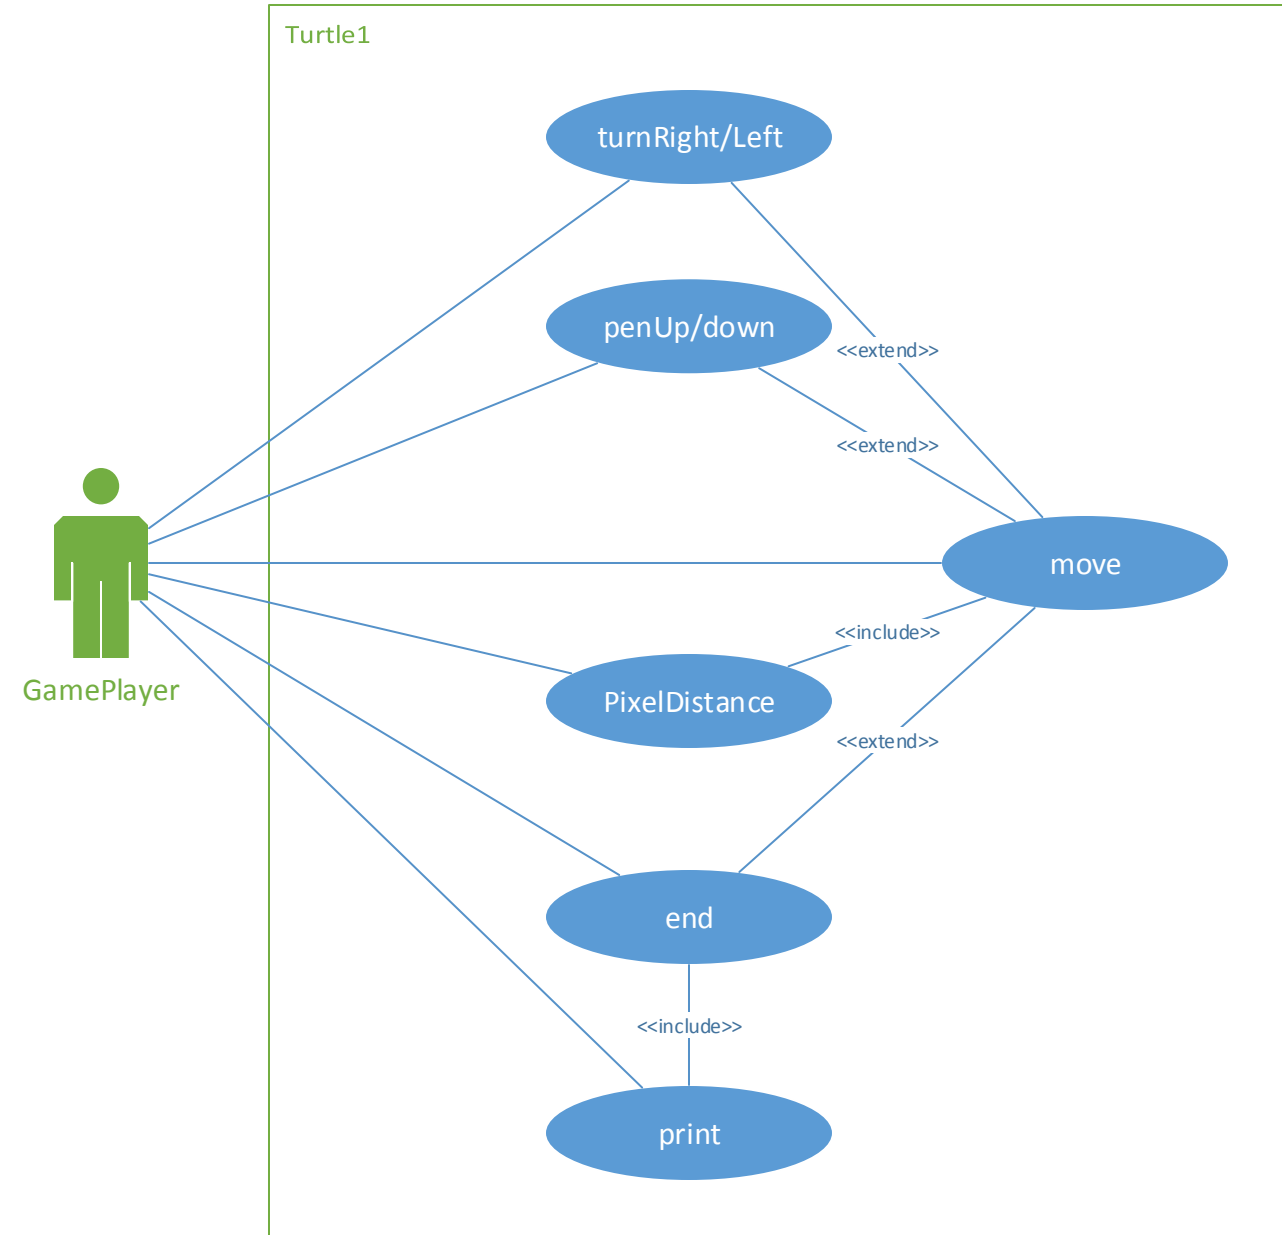 Turtle1
turnRight/Left
penUp/down
<<extend>>
<<extend>>
move
<<include>>
GamePlayer
PixelDistance
<<extend>>
end
<<include>>
print